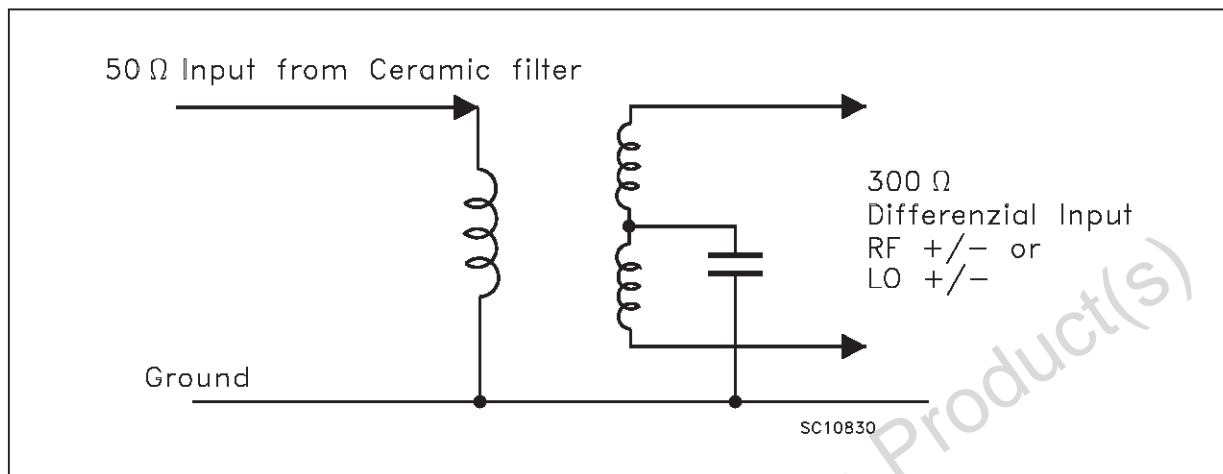 50 Ω Input from Ceramic filter
300 Ω
Differenzial Input
RF +/− or
LO +/−
Ground
SC10830
Product(s)